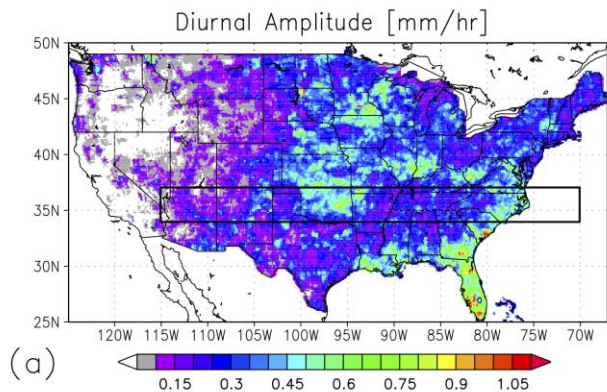 Diurnal Amplitude [mm/hr]
50N
45N
40N
35N
30N
25N
120W 115W 110W 105W 100W 95W 90W 85W 80W 75W 70W
(a)
0.15 0.3 0.45 0.6 0.75 0.9 1.05